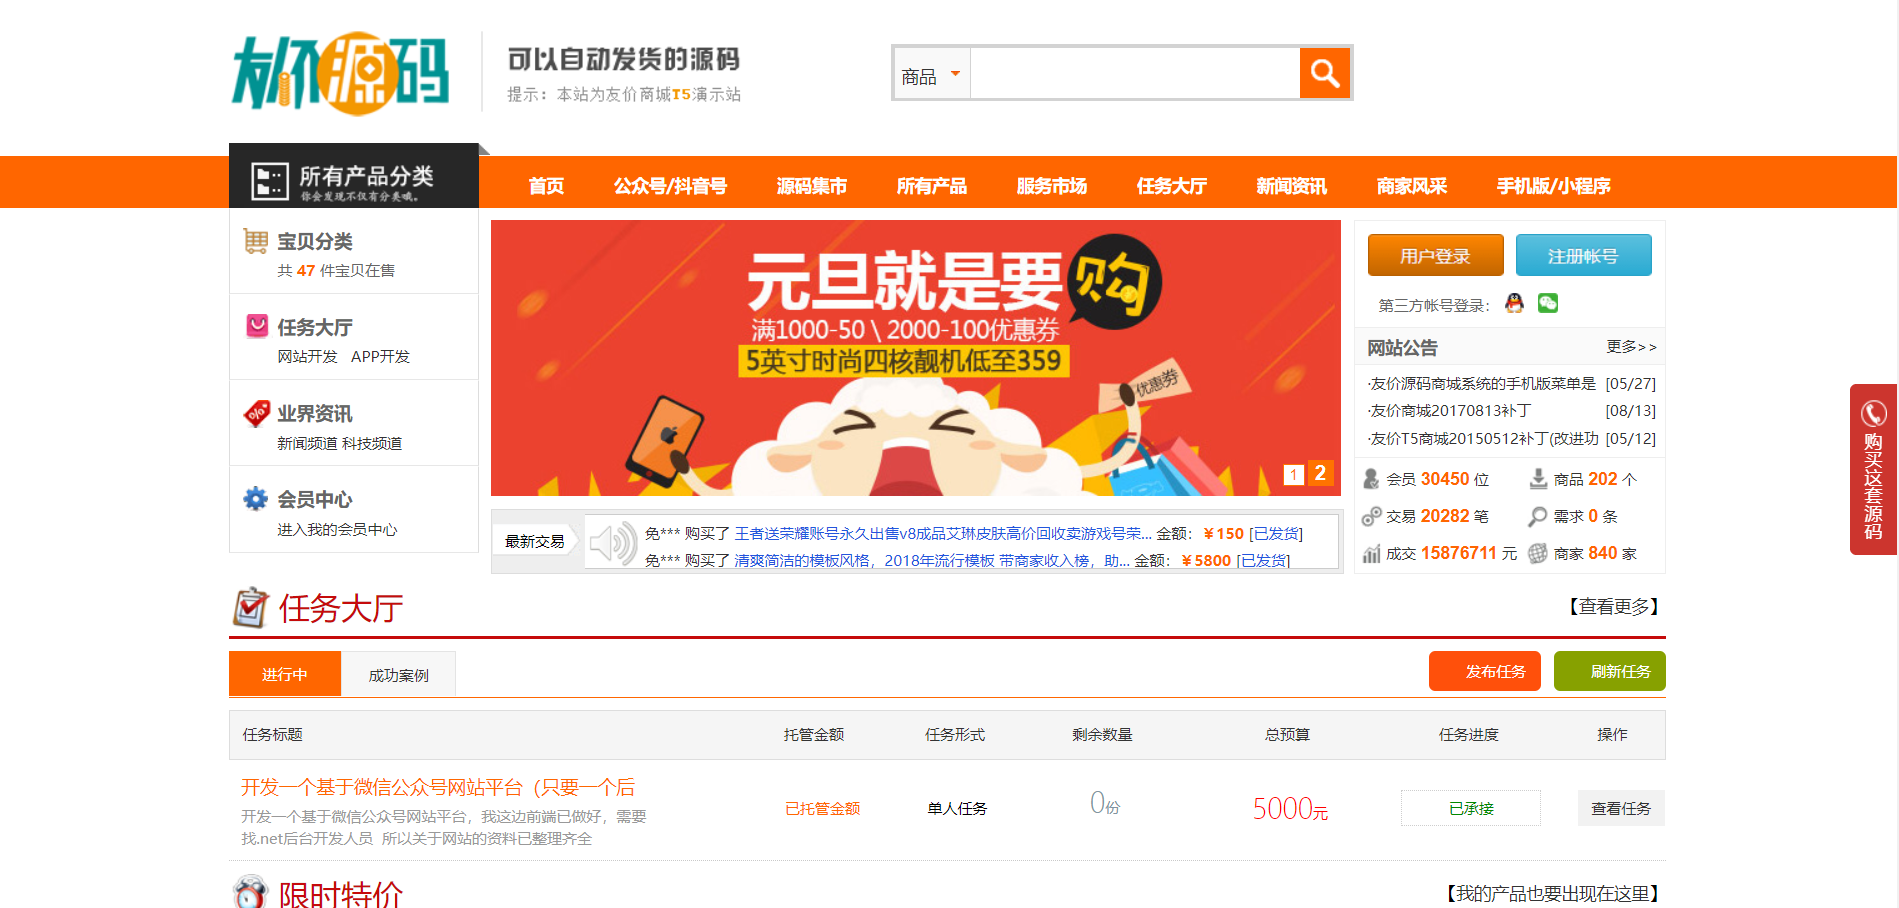 友价源码
可以自动发货的源码
提示：本站为友价商城T5演示站
商品
所有产品分类
你会发现不仅有分类哦。
首页 公众号/抖音号 源码集市 所有产品 服务市场 任务大厅 新闻资讯 商家风采 手机版/小程序
宝贝分类
共 47 件宝贝在售
任务大厅
网站开发 APP开发
业界资讯
新闻频道 科技频道
会员中心
进入我的会员中心
元旦就是要购
满1000-50 \ 2000-100优惠券
5英寸时尚四核靓机低至359
优惠券
1 2
最新交易
免*** 购买了 王者送荣耀账号永久出售v8成品艾琳皮肤高价回收卖游戏号荣... 金额：￥150 [已发货]
免*** 购买了 清爽简洁的模板风格，2018年流行模板 带商家收入榜，助... 金额：￥5800 [已发货]
用户登录 注册帐号
第三方帐号登录：
网站公告 更多>>
·友价源码商城系统的手机版菜单是 [05/27]
·友价商城20170813补丁 [08/13]
·友价T5商城20150512补丁(改进功 [05/12]
会员 30450 位 商品 202 个
交易 20282 笔 需求 0 条
成交 15876711 元 商家 840 家
购买这套源码
任务大厅 【查看更多】
进行中 成功案例 发布任务 刷新任务
任务标题 托管金额 任务形式 剩余数量 总预算 任务进度 操作
开发一个基于微信公众号网站平台（只要一个后
开发一个基于微信公众号网站平台，我这边前端已做好，需要
找.net后台开发人员 所以关于网站的资料已整理齐全
已托管金额 单人任务 0份 5000元 已承接 查看任务
限时特价 【我的产品也要出现在这里】